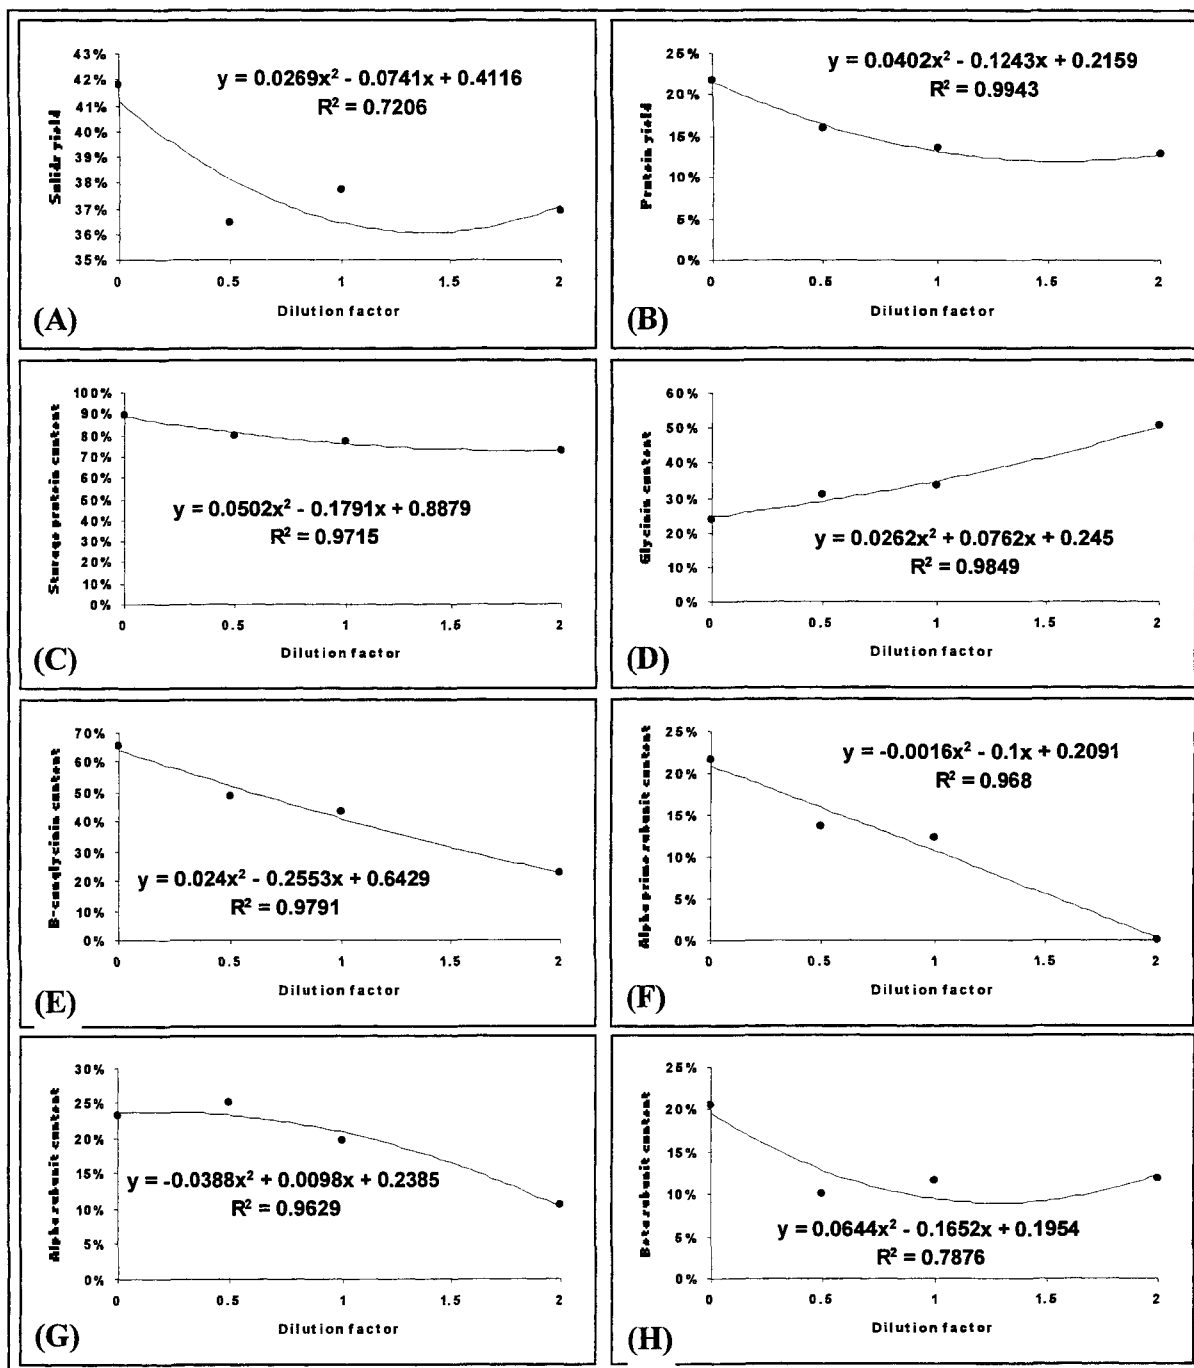 43%
42%
41%
40%
39%
38%
37%
36%
35%
Solids yield
y = 0.0269x² - 0.0741x + 0.4116
R² = 0.7206
0 0.5 1 1.5 2
Dilution factor
(A)
25%
20%
15%
10%
5%
0%
Protein yield
y = 0.0402x² - 0.1243x + 0.2159
R² = 0.9943
0 0.5 1 1.5 2
Dilution factor
(B)
100%
90%
80%
70%
60%
50%
40%
30%
20%
10%
0%
Storage protein content
y = 0.0502x² - 0.1791x + 0.8879
R² = 0.9715
0 0.5 1 1.5 2
Dilution factor
(C)
60%
50%
40%
30%
20%
10%
0%
Glycinin content
y = 0.0262x² + 0.0762x + 0.245
R² = 0.9849
0 0.5 1 1.5 2
Dilution factor
(D)
70%
60%
50%
40%
30%
20%
10%
0%
B-conglycinin content
y = 0.024x² - 0.2553x + 0.6429
R² = 0.9791
0 0.5 1 1.5 2
Dilution factor
(E)
25%
20%
15%
10%
5%
0%
Alpha prime subunit content
y = -0.0016x² - 0.1x + 0.2091
R² = 0.968
0 0.5 1 1.5 2
Dilution factor
(F)
30%
25%
20%
15%
10%
5%
0%
Alpha subunit content
y = -0.0388x² + 0.0098x + 0.2385
R² = 0.9629
0 0.5 1 1.5 2
Dilution factor
(G)
25%
20%
15%
10%
5%
0%
Beta subunit content
y = 0.0644x² - 0.1652x + 0.1954
R² = 0.7876
0 0.5 1 1.5 2
Dilution factor
(H)